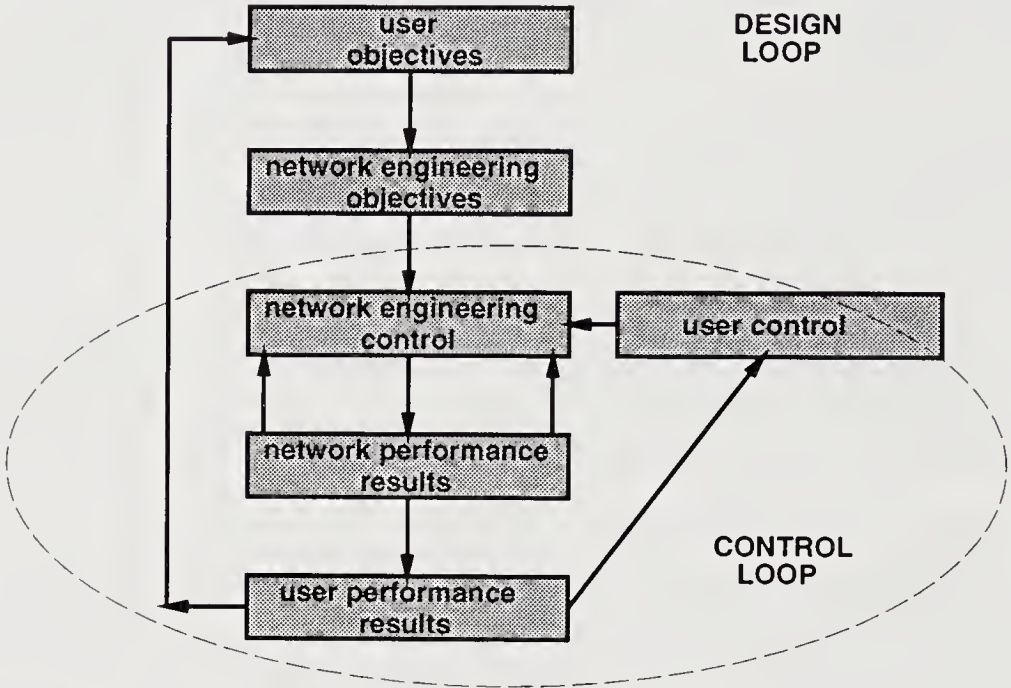 user
objectives
DESIGN
LOOP
network engineering
objectives
network engineering
control
user control
network performance
results
CONTROL
LOOP
user performance
results